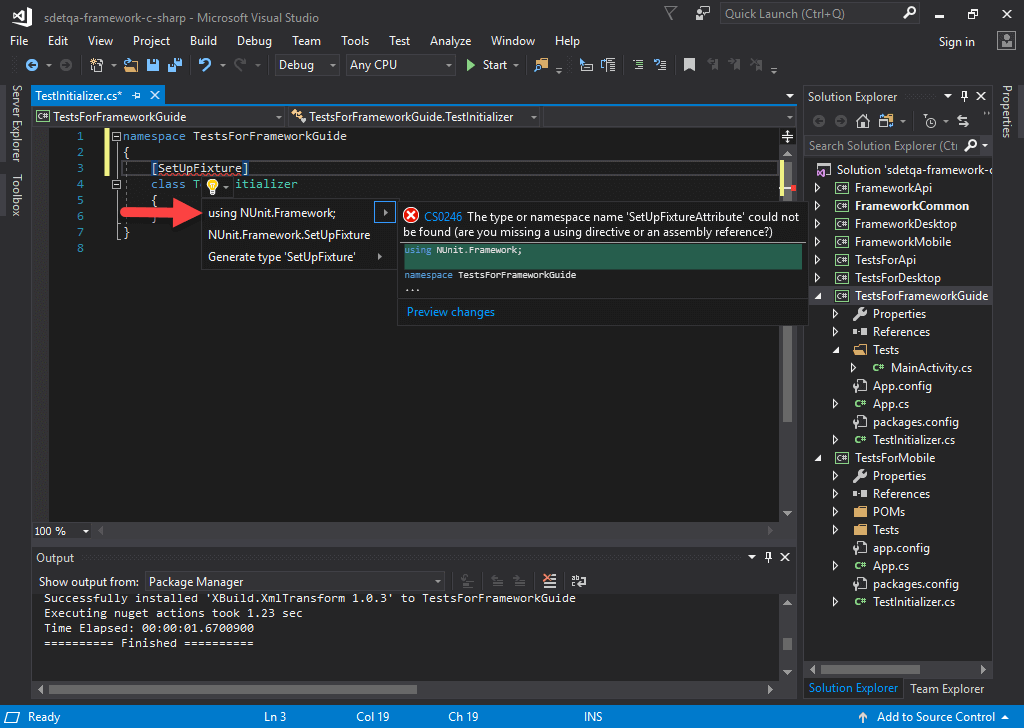 sdetqa-framework-c-sharp - Microsoft Visual Studio
Quick Launch (Ctrl+Q)
File Edit View Project Build Debug Team Tools Test Analyze Window Help
Sign in
Debug Any CPU Start
Server Explorer
Toolbox
TestInitializer.cs*
TestsForFrameworkGuide TestsForFrameworkGuide.TestInitializer
1 namespace TestsForFrameworkGuide
2 {
3 [SetUpFixture]
4 class T itializer
5 {
6
7 }
8
using NUnit.Framework;
NUnit.Framework.SetUpFixture
Generate type 'SetUpFixture'
CS0246 The type or namespace name 'SetUpFixtureAttribute' could not
be found (are you missing a using directive or an assembly reference?)
using NUnit.Framework;
namespace TestsForFrameworkGuide
...
Preview changes
100 %
Output
Show output from: Package Manager
Successfully installed 'XBuild.XmlTransform 1.0.3' to TestsForFrameworkGuide
Executing nuget actions took 1.23 sec
Time Elapsed: 00:00:01.6700900
========== Finished ==========
Solution Explorer
Search Solution Explorer (Ctrl
Solution 'sdetqa-framework-c
FrameworkApi
FrameworkCommon
FrameworkDesktop
FrameworkMobile
TestsForApi
TestsForDesktop
TestsForFrameworkGuide
Properties
References
Tests
C# MainActivity.cs
App.config
C# App.cs
packages.config
C# TestInitializer.cs
TestsForMobile
Properties
References
POMs
Tests
app.config
C# App.cs
packages.config
C# TestInitializer.cs
Solution Explorer Team Explorer
Properties
Ready Ln 3 Col 19 Ch 19 INS Add to Source Control